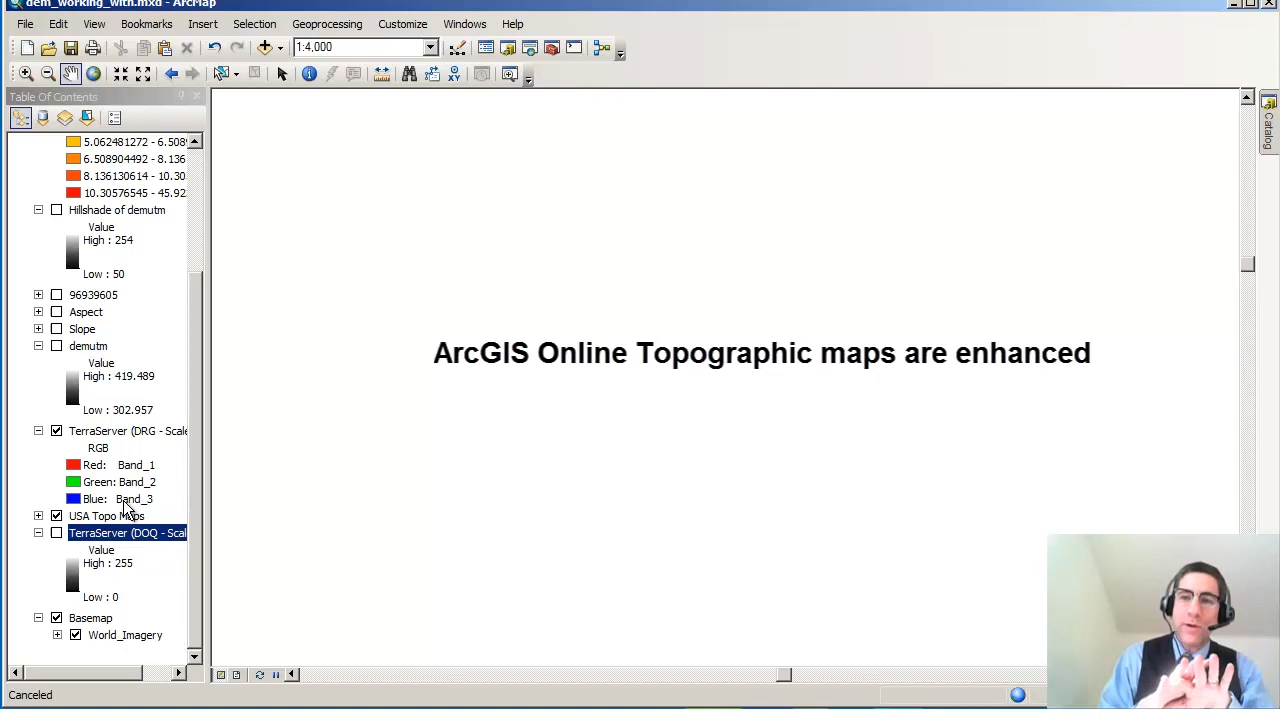 dem_working_with.mxd - ArcMap
File Edit View Bookmarks Insert Selection Geoprocessing Customize Windows Help
1:4,000
Table Of Contents
5.062481272 - 6.5089
6.508904492 - 8.136
8.136130614 - 10.30
10.30576545 - 45.92
Hillshade of demutm
Value
High : 254
Low : 50
96939605
Aspect
Slope
demutm
Value
High : 419.489
Low : 302.957
TerraServer (DRG - Scale
RGB
Red: Band_1
Green: Band_2
Blue: Band_3
USA Topo Maps
TerraServer (DOQ - Scal
Value
High : 255
Low : 0
Basemap
World_Imagery
Canceled
ArcGIS Online Topographic maps are enhanced
Catalog